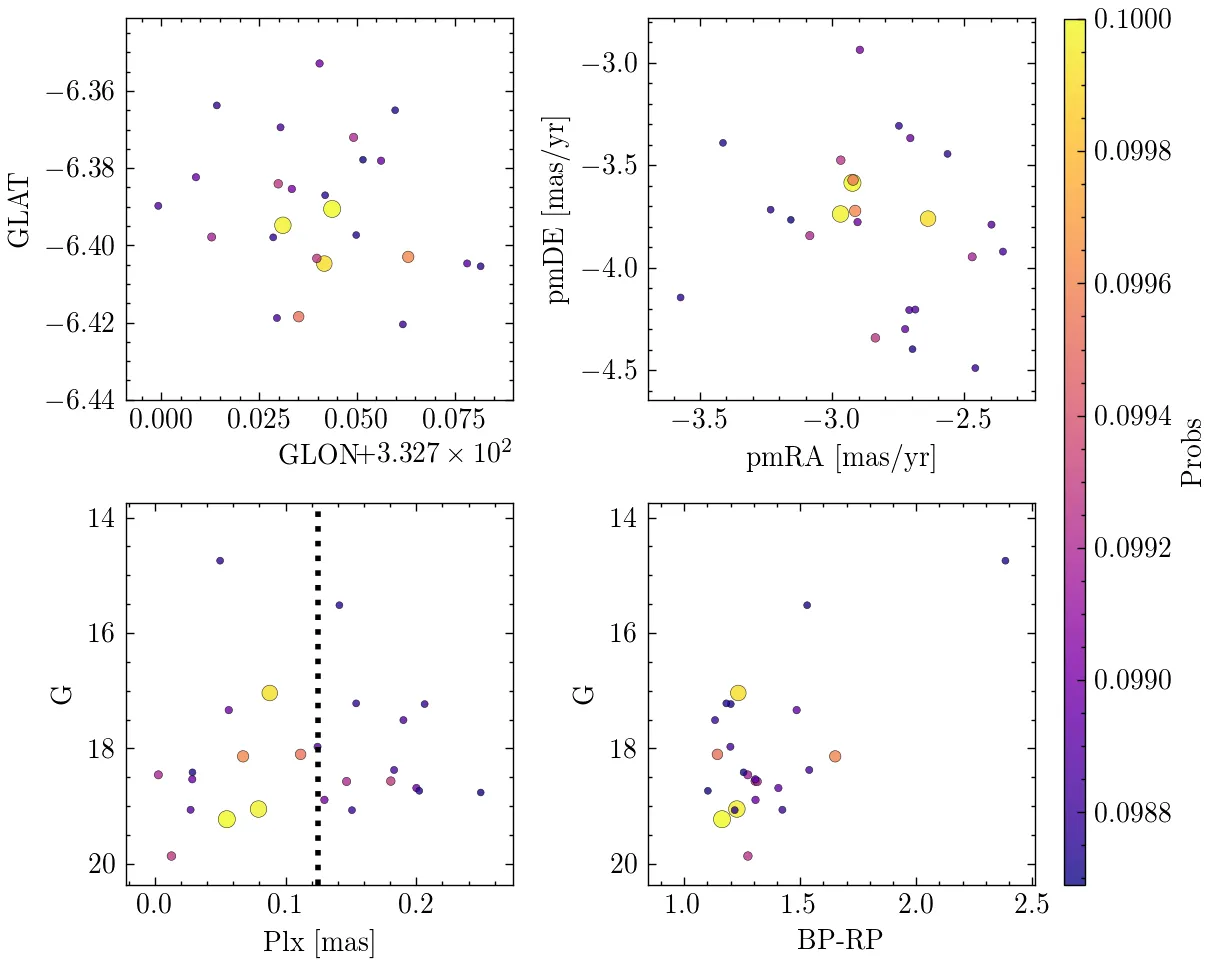 −6.36
−6.38
−6.40
−6.42
−6.44
GLAT
0.000 0.025 0.050 0.075
GLON+3.327 × 10²
−3.0
−3.5
−4.0
−4.5
pmDE [mas/yr]
−3.5 −3.0 −2.5
pmRA [mas/yr]
14
16
18
20
G
0.0 0.1 0.2
Plx [mas]
14
16
18
20
G
1.0 1.5 2.0 2.5
BP-RP
0.1000
0.0998
0.0996
0.0994
0.0992
0.0990
0.0988
Probs